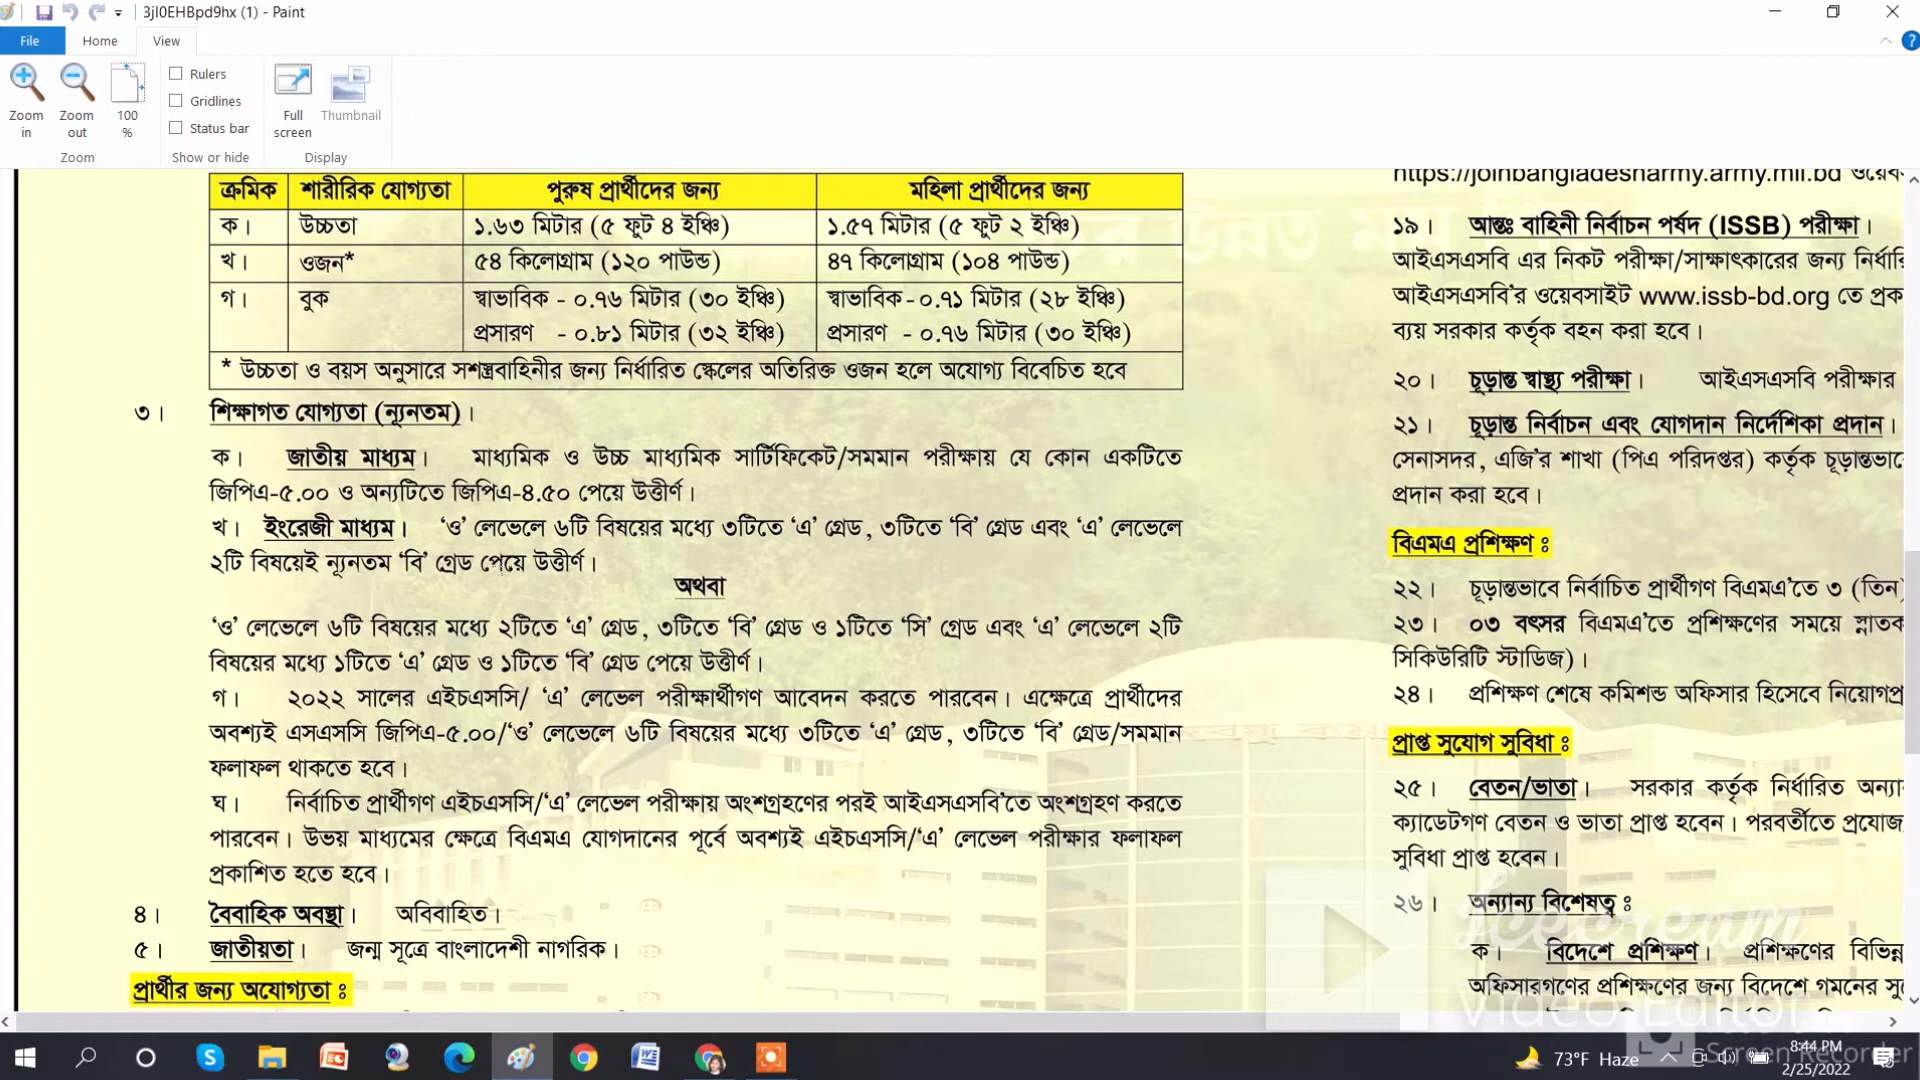 3jI0EHBpd9hx (1) - Paint
File Home View
Zoom in
Zoom out
100 %
Rulers
Gridlines
Status bar
Full screen
Thumbnail
Zoom
Show or hide
Display
ক্রমিক শারীরিক যোগ্যতা পুরুষ প্রার্থীদের জন্য মহিলা প্রার্থীদের জন্য
ক। উচ্চতা ১.৬৩ মিটার (৫ ফুট ৪ ইঞ্চি) ১.৫৭ মিটার (৫ ফুট ২ ইঞ্চি)
খ। ওজন* ৫৪ কিলোগ্রাম (১২০ পাউন্ড) ৪৭ কিলোগ্রাম (১০৪ পাউন্ড)
গ। বুক স্বাভাবিক - ০.৭৬ মিটার (৩০ ইঞ্চি) স্বাভাবিক - ০.৭১ মিটার (২৮ ইঞ্চি)
প্রসারণ - ০.৮১ মিটার (৩২ ইঞ্চি) প্রসারণ - ০.৭৬ মিটার (৩০ ইঞ্চি)
* উচ্চতা ও বয়স অনুসারে সশস্ত্রবাহিনীর জন্য নির্ধারিত স্কেলের অতিরিক্ত ওজন হলে অযোগ্য বিবেচিত হবে
৩। শিক্ষাগত যোগ্যতা (ন্যূনতম)।
ক। জাতীয় মাধ্যম। মাধ্যমিক ও উচ্চ মাধ্যমিক সার্টিফিকেট/সমমান পরীক্ষায় যে কোন একটিতে
জিপিএ-৫.০০ ও অন্যটিতে জিপিএ-৪.৫০ পেয়ে উত্তীর্ণ।
খ। ইংরেজী মাধ্যম। ‘ও’ লেভেলে ৬টি বিষয়ের মধ্যে ৩টিতে ‘এ’ গ্রেড, ৩টিতে ‘বি’ গ্রেড এবং ‘এ’ লেভেলে
২টি বিষয়েই ন্যূনতম ‘বি’ গ্রেড পেয়ে উত্তীর্ণ।
অথবা
‘ও’ লেভেলে ৬টি বিষয়ের মধ্যে ২টিতে ‘এ’ গ্রেড, ৩টিতে ‘বি’ গ্রেড ও ১টিতে ‘সি’ গ্রেড এবং ‘এ’ লেভেলে ২টি
বিষয়ের মধ্যে ১টিতে ‘এ’ গ্রেড ও ১টিতে ‘বি’ গ্রেড পেয়ে উত্তীর্ণ।
গ। ২০২২ সালের এইচএসসি/ ‘এ’ লেভেল পরীক্ষার্থীগণ আবেদন করতে পারবেন। এক্ষেত্রে প্রার্থীদের
অবশ্যই এসএসসি জিপিএ-৫.০০/‘ও’ লেভেলে ৬টি বিষয়ের মধ্যে ৩টিতে ‘এ’ গ্রেড, ৩টিতে ‘বি’ গ্রেড/সমমান
ফলাফল থাকতে হবে।
ঘ। নির্বাচিত প্রার্থীগণ এইচএসসি/‘এ’ লেভেল পরীক্ষায় অংশগ্রহণের পরই আইএসএসবি’তে অংশগ্রহণ করতে
পারবেন। উভয় মাধ্যমের ক্ষেত্রে বিএমএ যোগদানের পূর্বে অবশ্যই এইচএসসি/‘এ’ লেভেল পরীক্ষার ফলাফল
প্রকাশিত হতে হবে।
৪। বৈবাহিক অবস্থা। অবিবাহিত।
৫। জাতীয়তা। জন্ম সূত্রে বাংলাদেশী নাগরিক।
প্রার্থীর জন্য অযোগ্যতা ঃ
https://joinbangladesharmy.army.mil.bd ওয়েবস
১৯। আন্তঃ বাহিনী নির্বাচন পর্ষদ (ISSB) পরীক্ষা।
আইএসএসবি এর নিকট পরীক্ষা/সাক্ষাৎকারের জন্য নির্ধারি
আইএসএসবি’র ওয়েবসাইট www.issb-bd.org তে প্রক
ব্যয় সরকার কর্তৃক বহন করা হবে।
২০। চূড়ান্ত স্বাস্থ্য পরীক্ষা। আইএসএসবি পরীক্ষার
২১। চূড়ান্ত নির্বাচন এবং যোগদান নির্দেশিকা প্রদান।
সেনাসদর, এজি’র শাখা (পিএ পরিদপ্তর) কর্তৃক চূড়ান্তভাবে
প্রদান করা হবে।
বিএমএ প্রশিক্ষণ ঃ
২২। চূড়ান্তভাবে নির্বাচিত প্রার্থীগণ বিএমএ’তে ৩ (তিন)
২৩। ০৩ বৎসর বিএমএ’তে প্রশিক্ষণের সময়ে স্নাতক
সিকিউরিটি স্টাডিজ)।
২৪। প্রশিক্ষণ শেষে কমিশন্ড অফিসার হিসেবে নিয়োগপ্রা
প্রাপ্ত সুযোগ সুবিধা ঃ
২৫। বেতন/ভাতা। সরকার কর্তৃক নির্ধারিত অন্যা
ক্যাডেটগণ বেতন ও ভাতা প্রাপ্ত হবেন। পরবর্তীতে প্রযোজ
সুবিধা প্রাপ্ত হবেন।
২৬। অন্যান্য বিশেষত্ব ঃ
ক। বিদেশে প্রশিক্ষণ। প্রশিক্ষণের বিভিন্ন
অফিসারগণের প্রশিক্ষণের জন্য বিদেশে গমনের সু
Icecream
Video Editor
Screen Recorder
73°F Haze
8:44 PM
2/25/2022